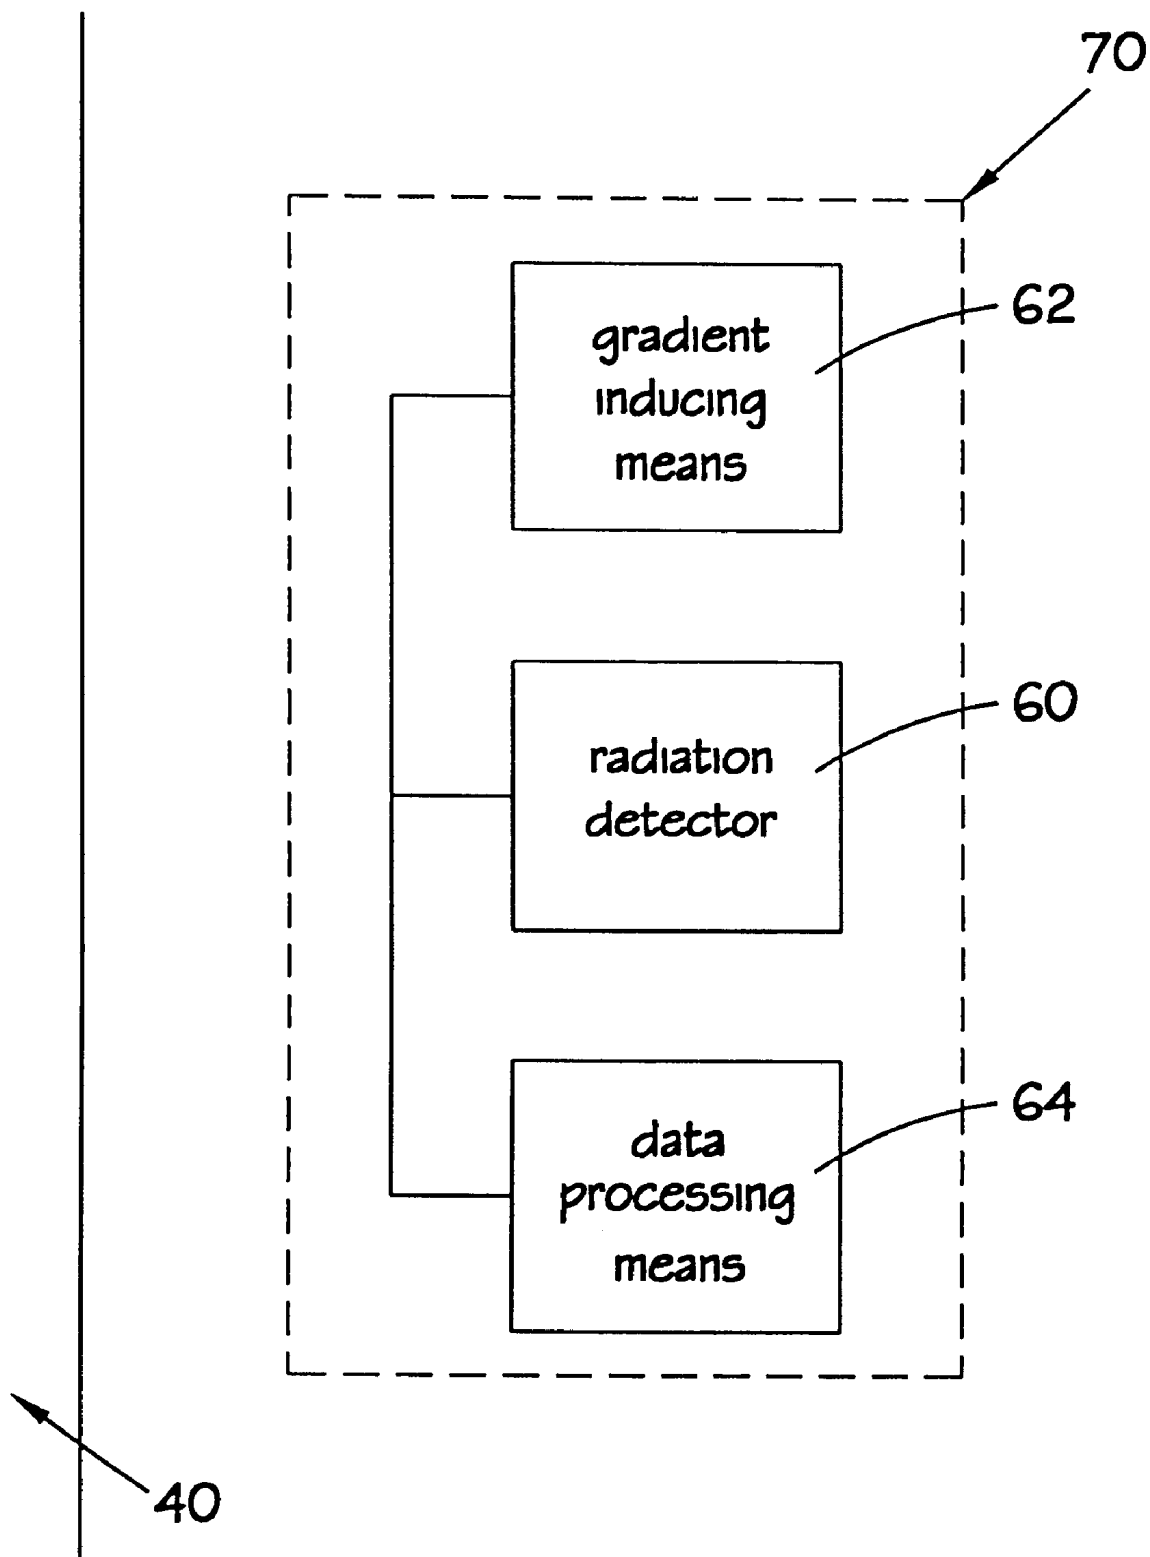 70
gradient
inducing
means
62
radiation
detector
60
data
processing
means
64
40